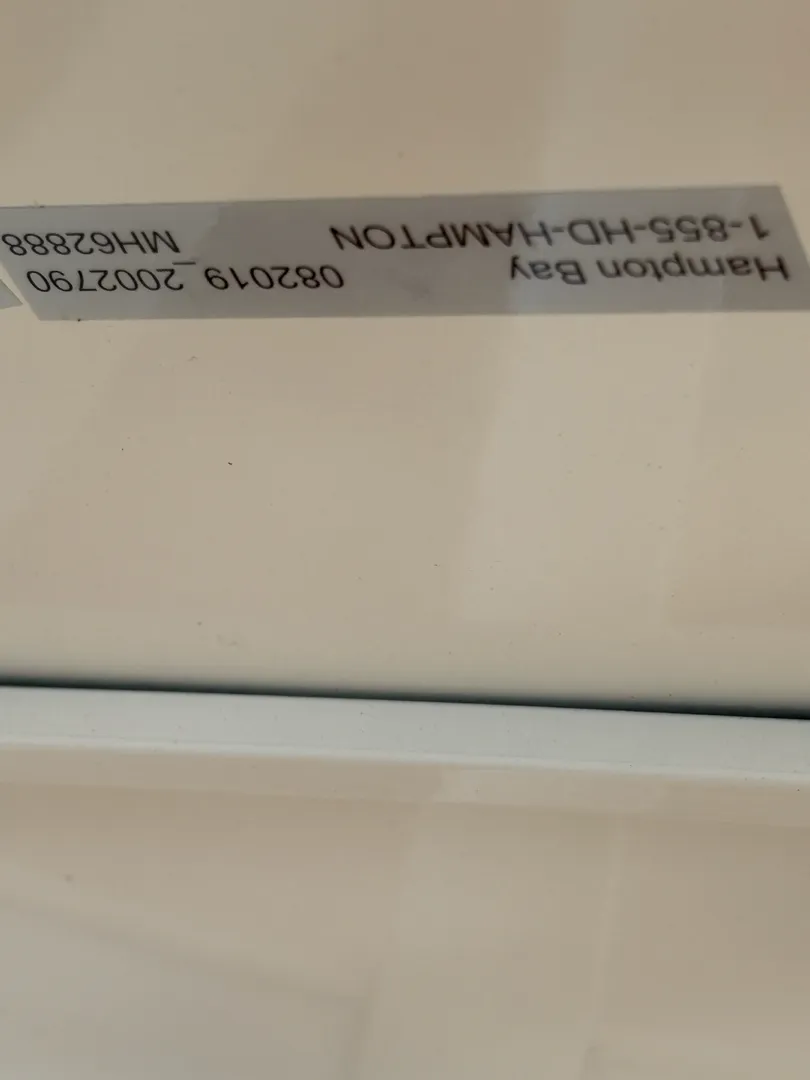 Hampton Bay 082019_2002790
1-855-HD-HAMPTON MH62888